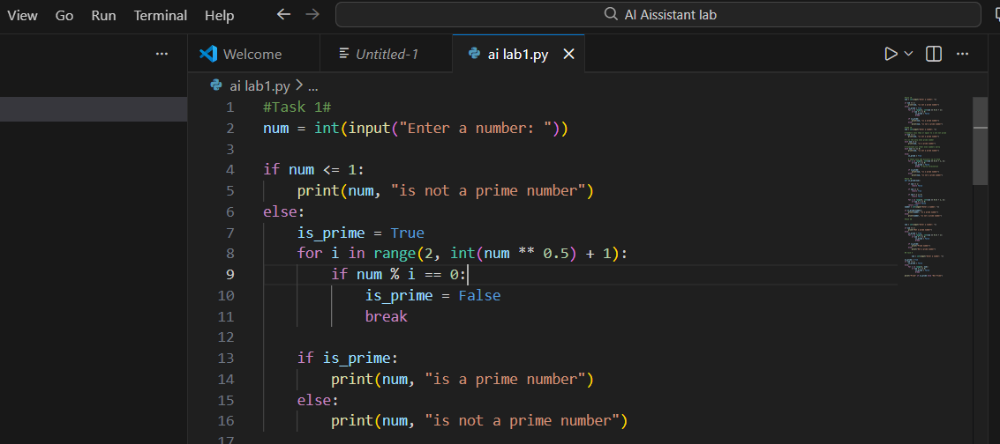 View Go Run Terminal Help AI Aissistant lab
Welcome Untitled-1 ai lab1.py
ai lab1.py > ...
1 #Task 1#
2 num = int(input("Enter a number: "))
3
4 if num <= 1:
5     print(num, "is not a prime number")
6 else:
7     is_prime = True
8     for i in range(2, int(num ** 0.5) + 1):
9         if num % i == 0:
10             is_prime = False
11             break
12
13     if is_prime:
14         print(num, "is a prime number")
15     else:
16         print(num, "is not a prime number")
17